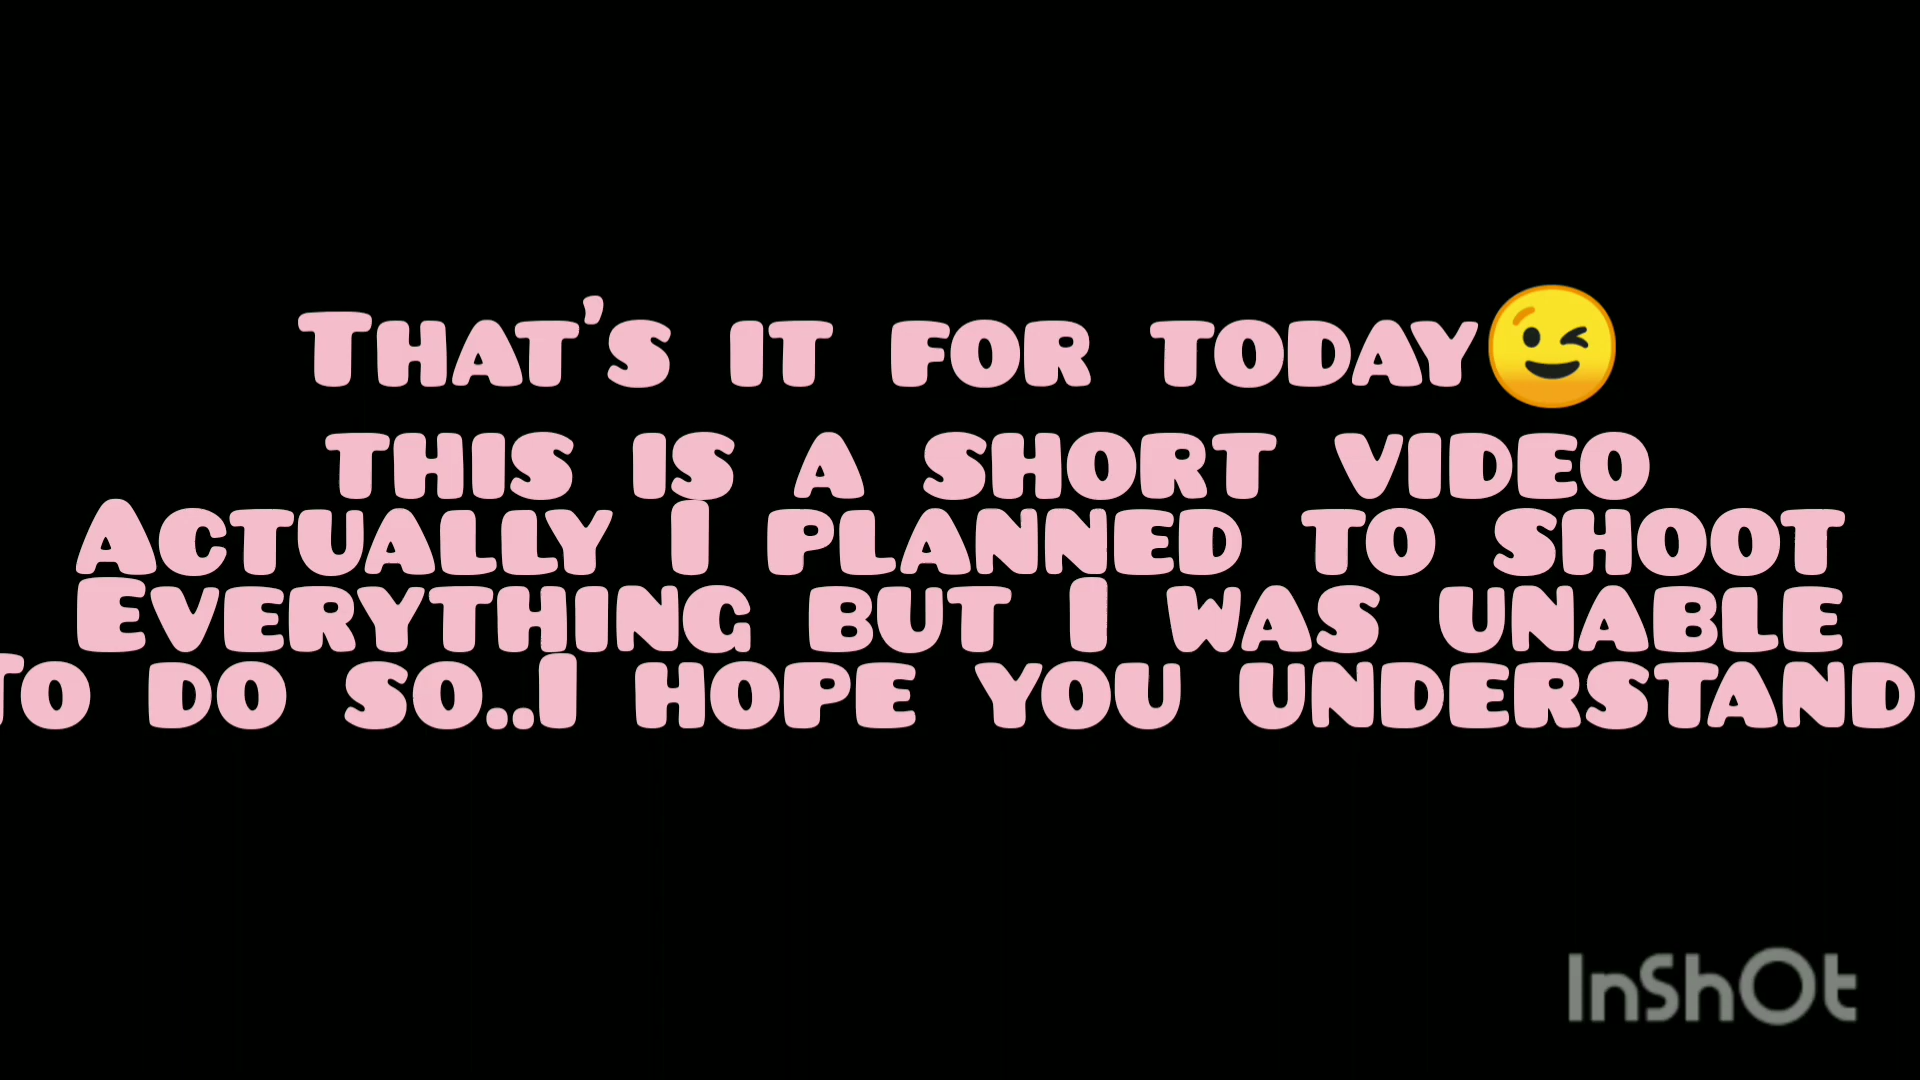 That's it for today😉
this is a short video
Actually I planned to shoot
Everything but I was unable
To do so..I hope you understand
InShOt